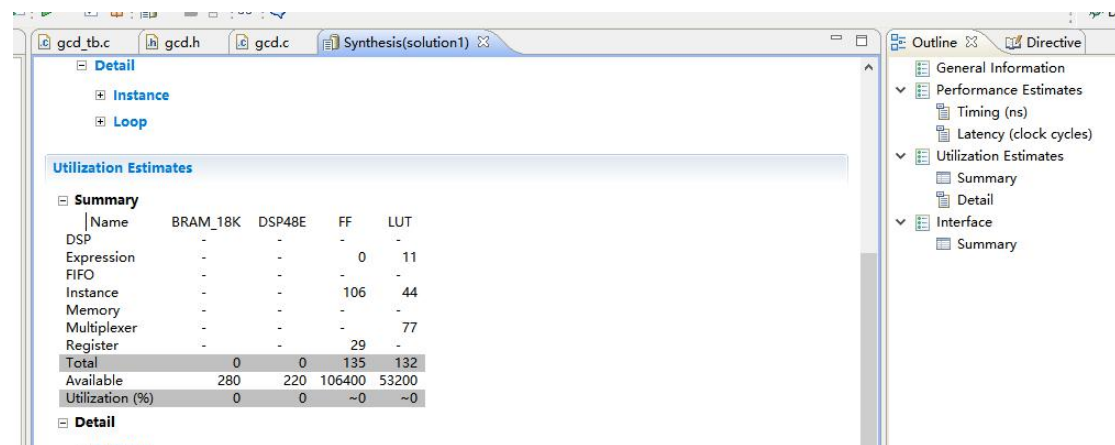 gcd_tb.c gcd.h gcd.c Synthesis(solution1)
Detail
Instance
Loop
Utilization Estimates
Summary
Name BRAM_18K DSP48E FF LUT
DSP - - - -
Expression - - 0 11
FIFO - - - -
Instance - - 106 44
Memory - - - -
Multiplexer - - - 77
Register - - 29 -
Total 0 0 135 132
Available 280 220 106400 53200
Utilization (%) 0 0 ~0 ~0
Detail
Outline Directive
General Information
Performance Estimates
Timing (ns)
Latency (clock cycles)
Utilization Estimates
Summary
Detail
Interface
Summary